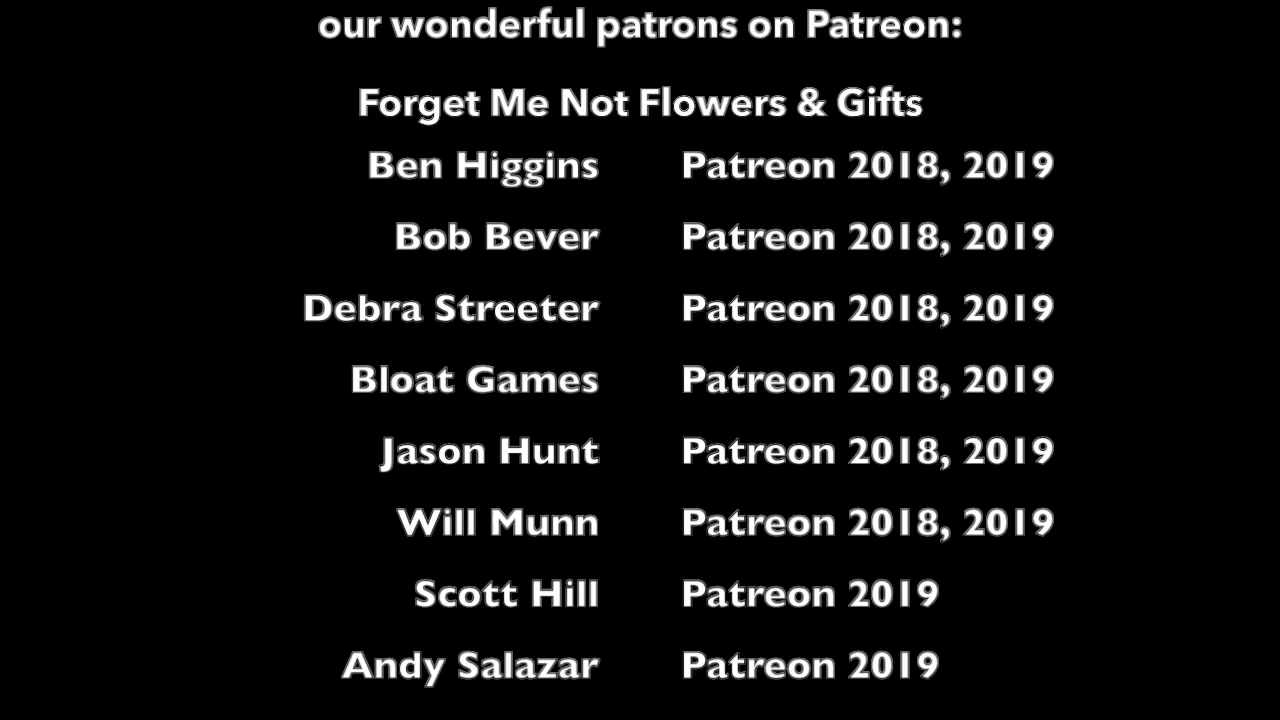 our wonderful patrons on Patreon:
Forget Me Not Flowers & Gifts
Ben Higgins Patreon 2018, 2019
Bob Bever Patreon 2018, 2019
Debra Streeter Patreon 2018, 2019
Bloat Games Patreon 2018, 2019
Jason Hunt Patreon 2018, 2019
Will Munn Patreon 2018, 2019
Scott Hill Patreon 2019
Andy Salazar Patreon 2019